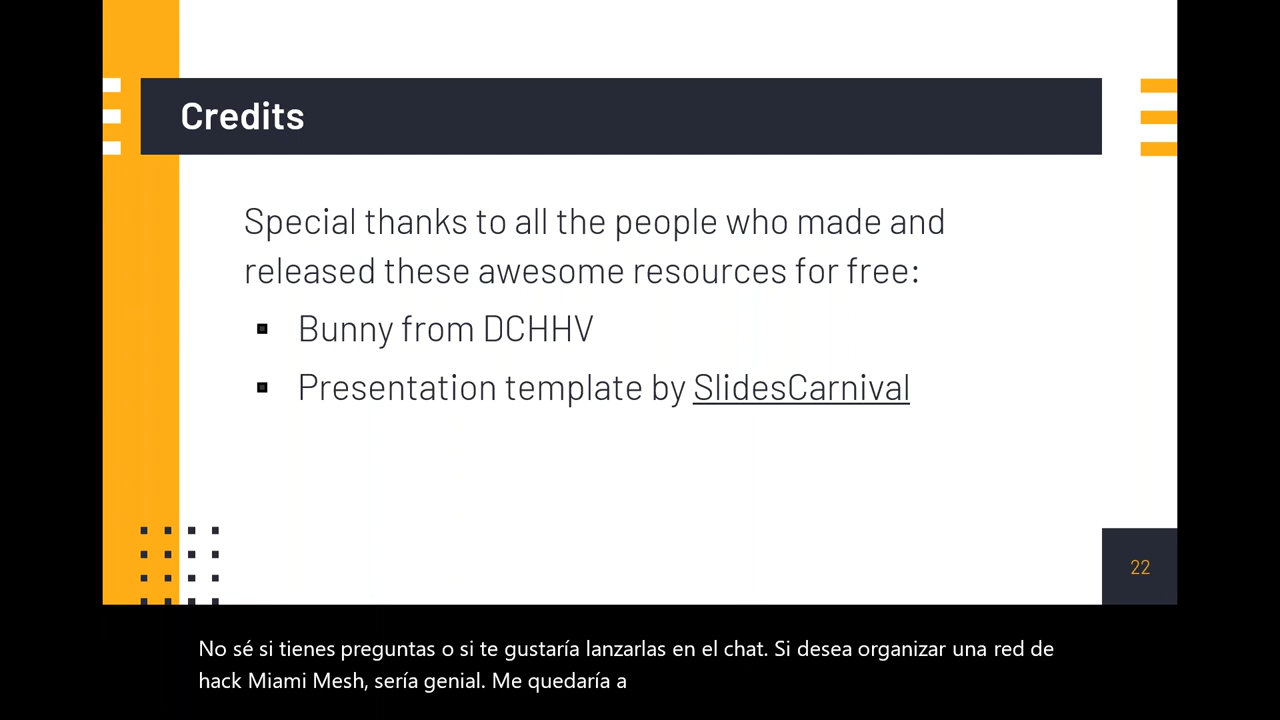 Credits
Special thanks to all the people who made and
released these awesome resources for free:
Bunny from DCHHV
Presentation template by SlidesCarnival
22
No sé si tienes preguntas o si te gustaría lanzarlas en el chat. Si desea organizar una red de
hack Miami Mesh, sería genial. Me quedaría a